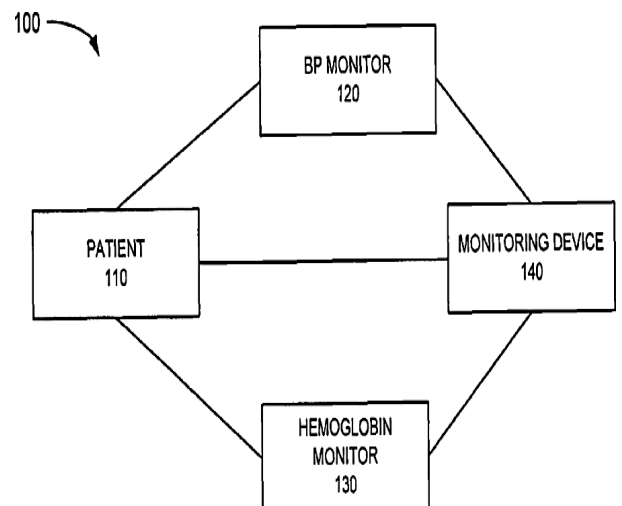 100
BP MONITOR
120
PATIENT
110
MONITORING DEVICE
140
HEMOGLOBIN
MONITOR
130